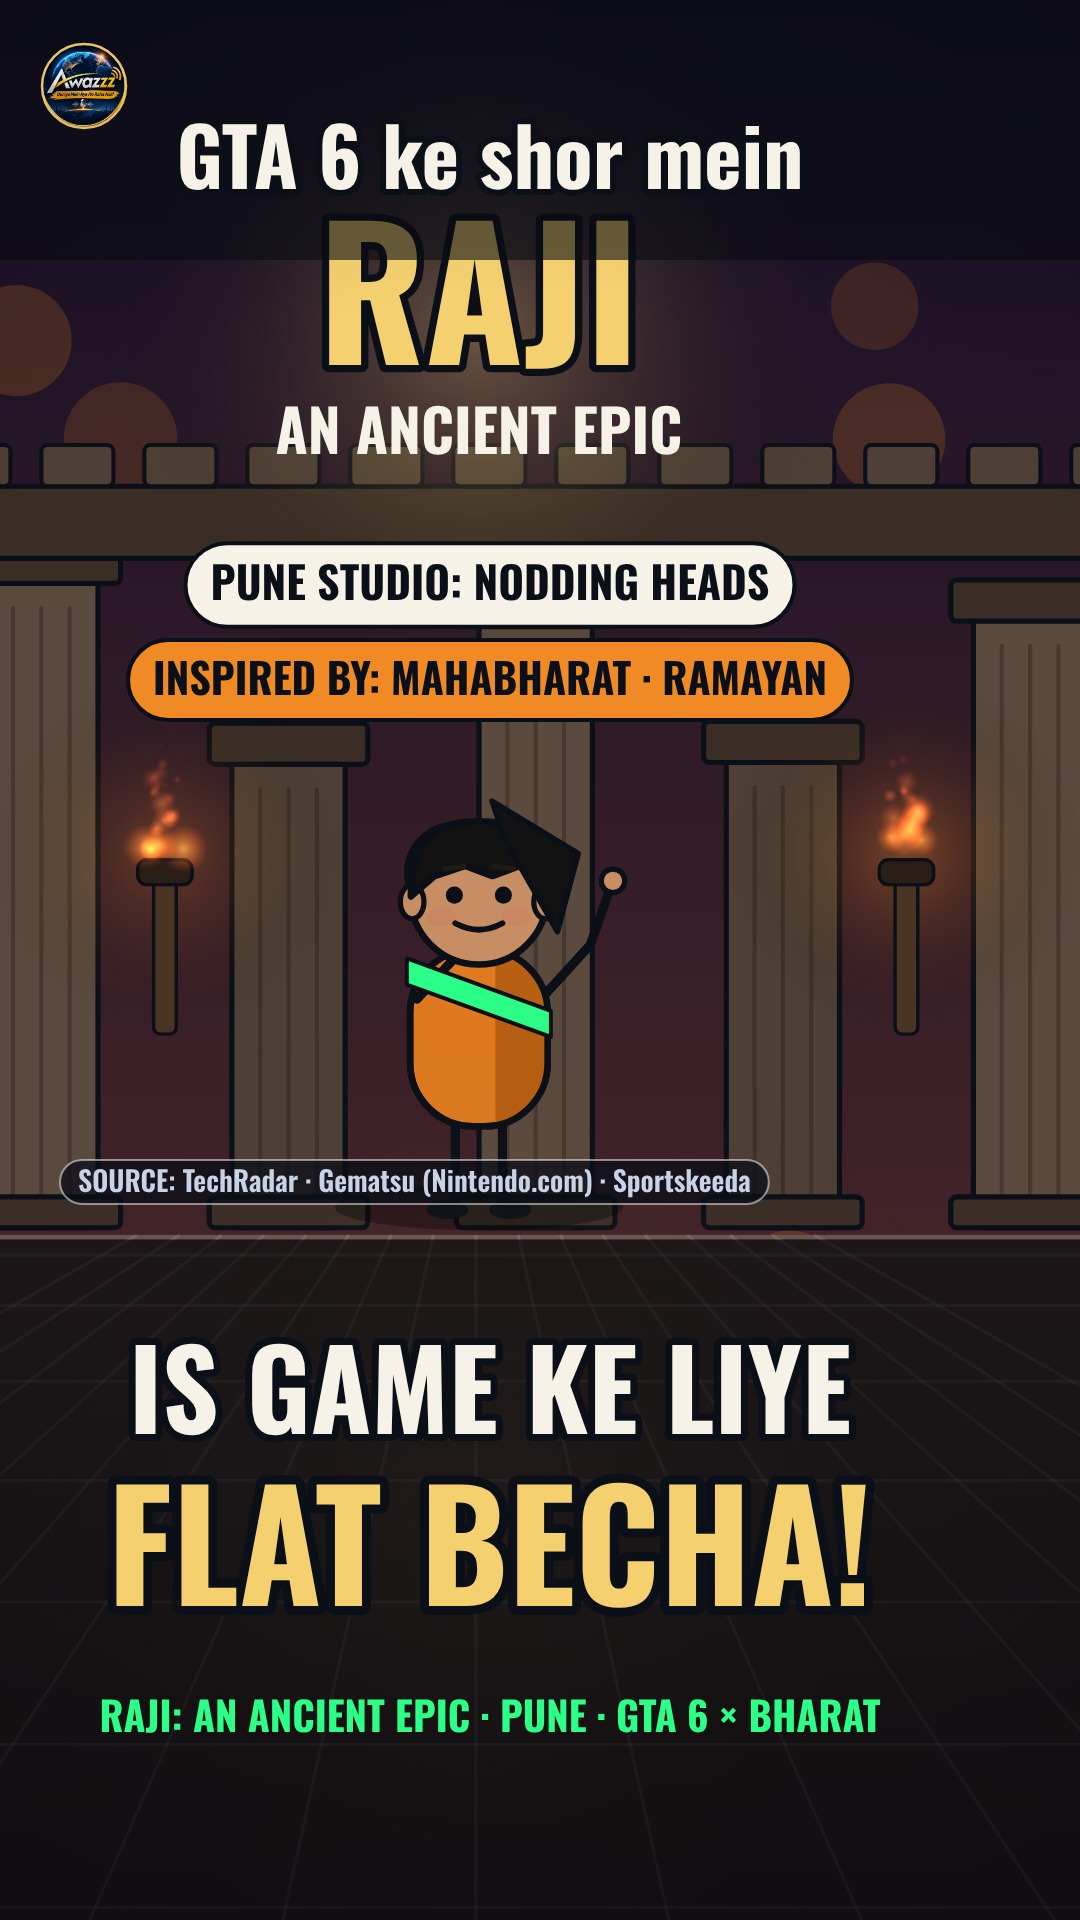 Awazzz
GTA 6 ke shor mein
RAJI
AN ANCIENT EPIC
PUNE STUDIO: NODDING HEADS
INSPIRED BY: MAHABHARAT · RAMAYAN
SOURCE: TechRadar · Gematsu (Nintendo.com) · Sportskeeda
IS GAME KE LIYE
FLAT BECHA!
RAJI: AN ANCIENT EPIC · PUNE · GTA 6 × BHARAT